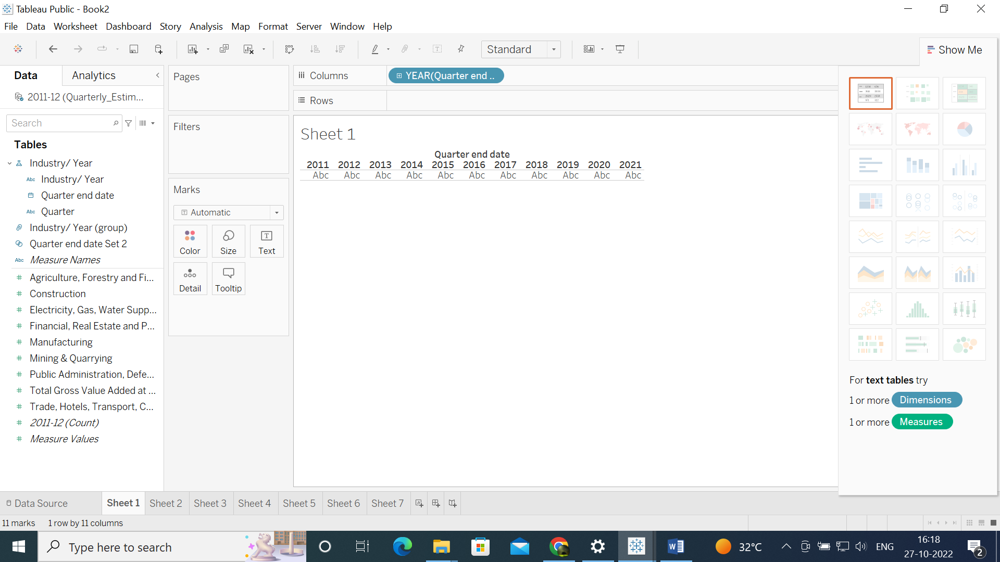 Tableau Public - Book2
File Data Worksheet Dashboard Story Analysis Map Format Server Window Help
Standard
Show Me
Data Analytics
2011-12 (Quarterly_Estim...
Search
Tables
Industry/ Year
Abc Industry/ Year
Quarter end date
Abc Quarter
Industry/ Year (group)
Quarter end date Set 2
Abc Measure Names
# Agriculture, Forestry and Fi...
# Construction
# Electricity, Gas, Water Supp...
# Financial, Real Estate and P...
# Manufacturing
# Mining & Quarrying
# Public Administration, Defe...
# Total Gross Value Added at ...
# Trade, Hotels, Transport, C...
# 2011-12 (Count)
# Measure Values
Pages
Filters
Marks
Automatic
Color Size Text
Detail Tooltip
Columns YEAR(Quarter end ..
Rows
Sheet 1
Quarter end date
2011 2012 2013 2014 2015 2016 2017 2018 2019 2020 2021
Abc Abc Abc Abc Abc Abc Abc Abc Abc Abc Abc
For text tables try
1 or more Dimensions
1 or more Measures
Data Source Sheet 1 Sheet 2 Sheet 3 Sheet 4 Sheet 5 Sheet 6 Sheet 7
11 marks 1 row by 11 columns
Type here to search
32°C
ENG
16:18
27-10-2022
2